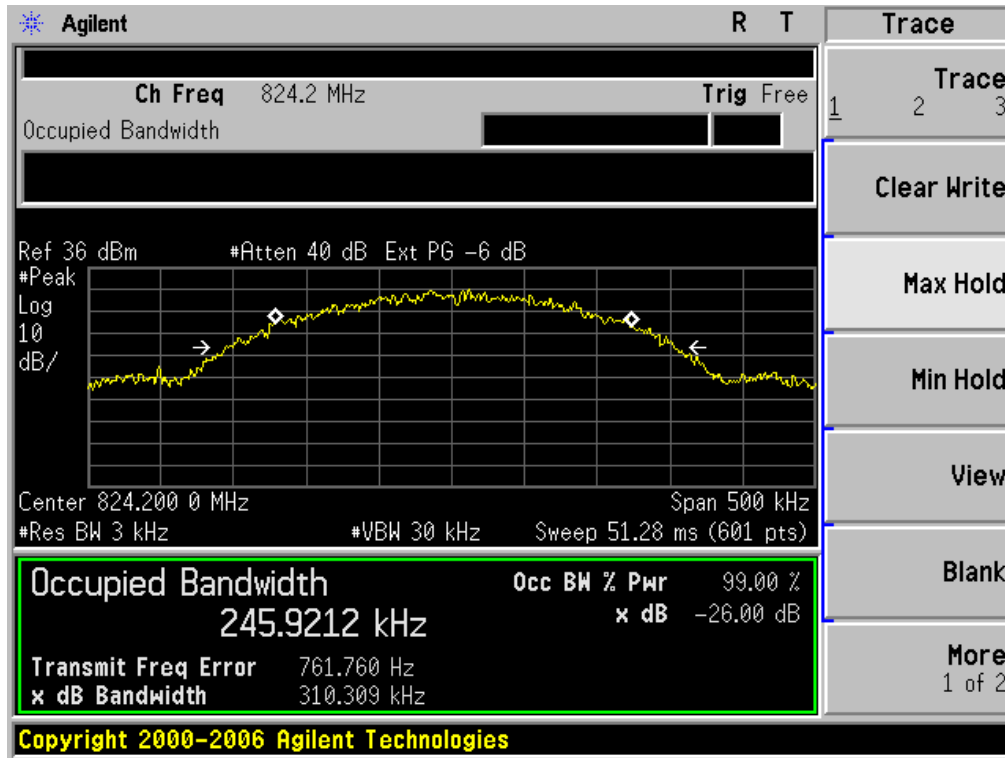 Agilent R T Trace
Ch Freq 824.2 MHz Trig Free
Occupied Bandwidth
Trace
1 2 3
Clear Write
Ref 36 dBm #Atten 40 dB Ext PG -6 dB
#Peak
Log
10
dB/
Max Hold
Min Hold
View
Center 824.200 0 MHz Span 500 kHz
#Res BW 3 kHz #VBW 30 kHz Sweep 51.28 ms (601 pts)
Occupied Bandwidth Occ BW % Pwr 99.00 %
245.9212 kHz x dB -26.00 dB
Blank
Transmit Freq Error 761.760 Hz
x dB Bandwidth 310.309 kHz
More
1 of 2
Copyright 2000-2006 Agilent Technologies